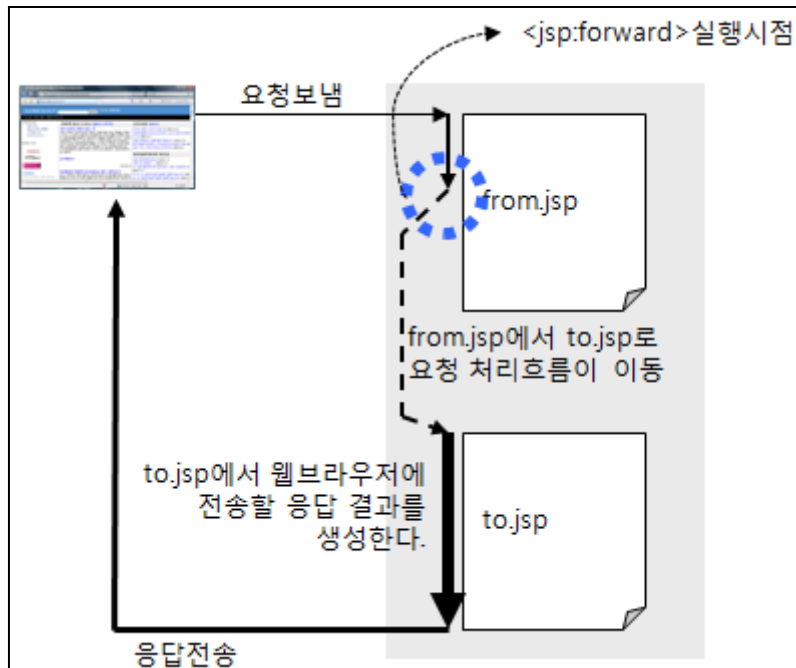 <jsp:forward>실행시점
요청보냄
from.jsp
from.jsp에서 to.jsp로
요청 처리흐름이 이동
to.jsp에서 웹브라우저에
전송할 응답 결과를
생성한다.
to.jsp
응답전송